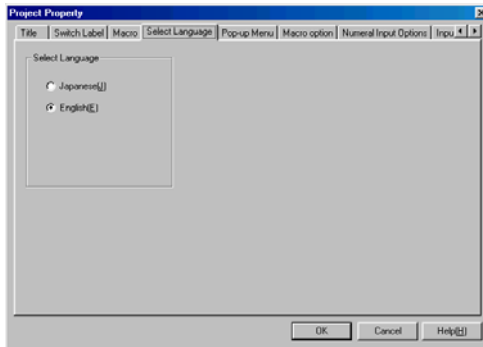 Project Property
Title Switch Label Macro Select Language Pop-up Menu Macro option Numeral Input Options Inpu
Select Language
Japanese(J)
English(E)
OK Cancel Help(H)